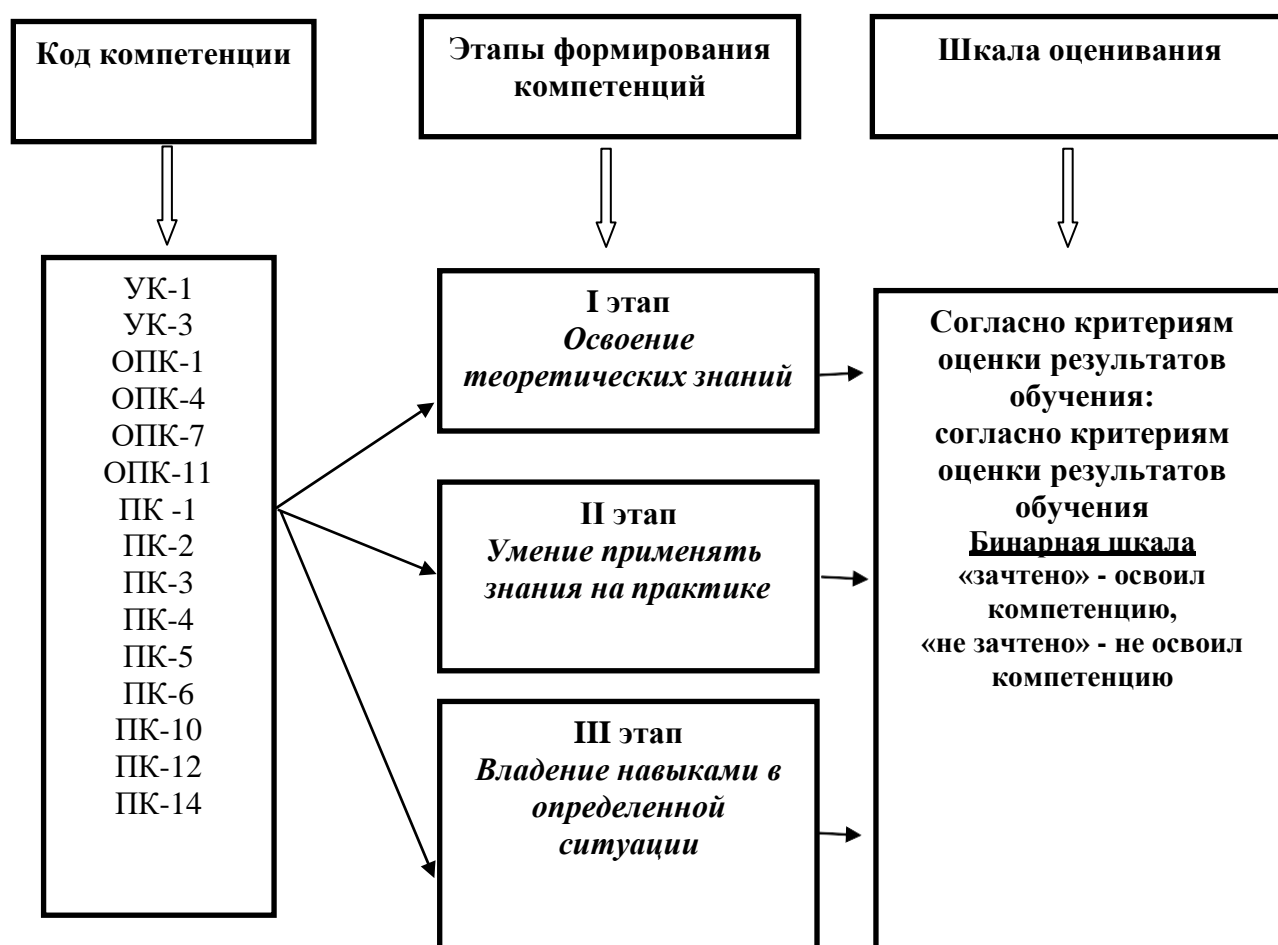 Код компетенции
Этапы формирования
компетенций
Шкала оценивания
УК-1
УК-3
ОПК-1
ОПК-4
ОПК-7
ОПК-11
ПК -1
ПК-2
ПК-3
ПК-4
ПК-5
ПК-6
ПК-10
ПК-12
ПК-14
I этап
Освоение
теоретических знаний
II этап
Умение применять
знания на практике
III этап
Владение навыками в
определенной
ситуации
Согласно критериям
оценки результатов
обучения:
согласно критериям
оценки результатов
обучения
Бинарная шкала
«зачтено» - освоил
компетенцию,
«не зачтено» - не освоил
компетенцию